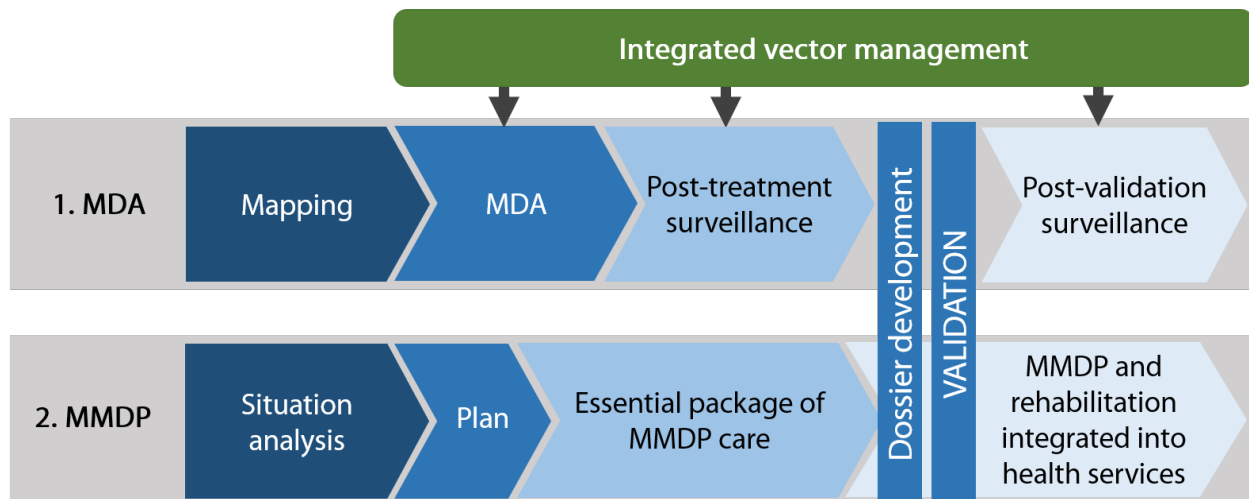 Integrated vector management
1. MDA
Mapping
MDA
Post-treatment
surveillance
Dossier development
VALIDATION
Post-validation
surveillance
2. MMDP
Situation
analysis
Plan
Essential package of
MMDP care
MMDP and
rehabilitation
integrated into
health services